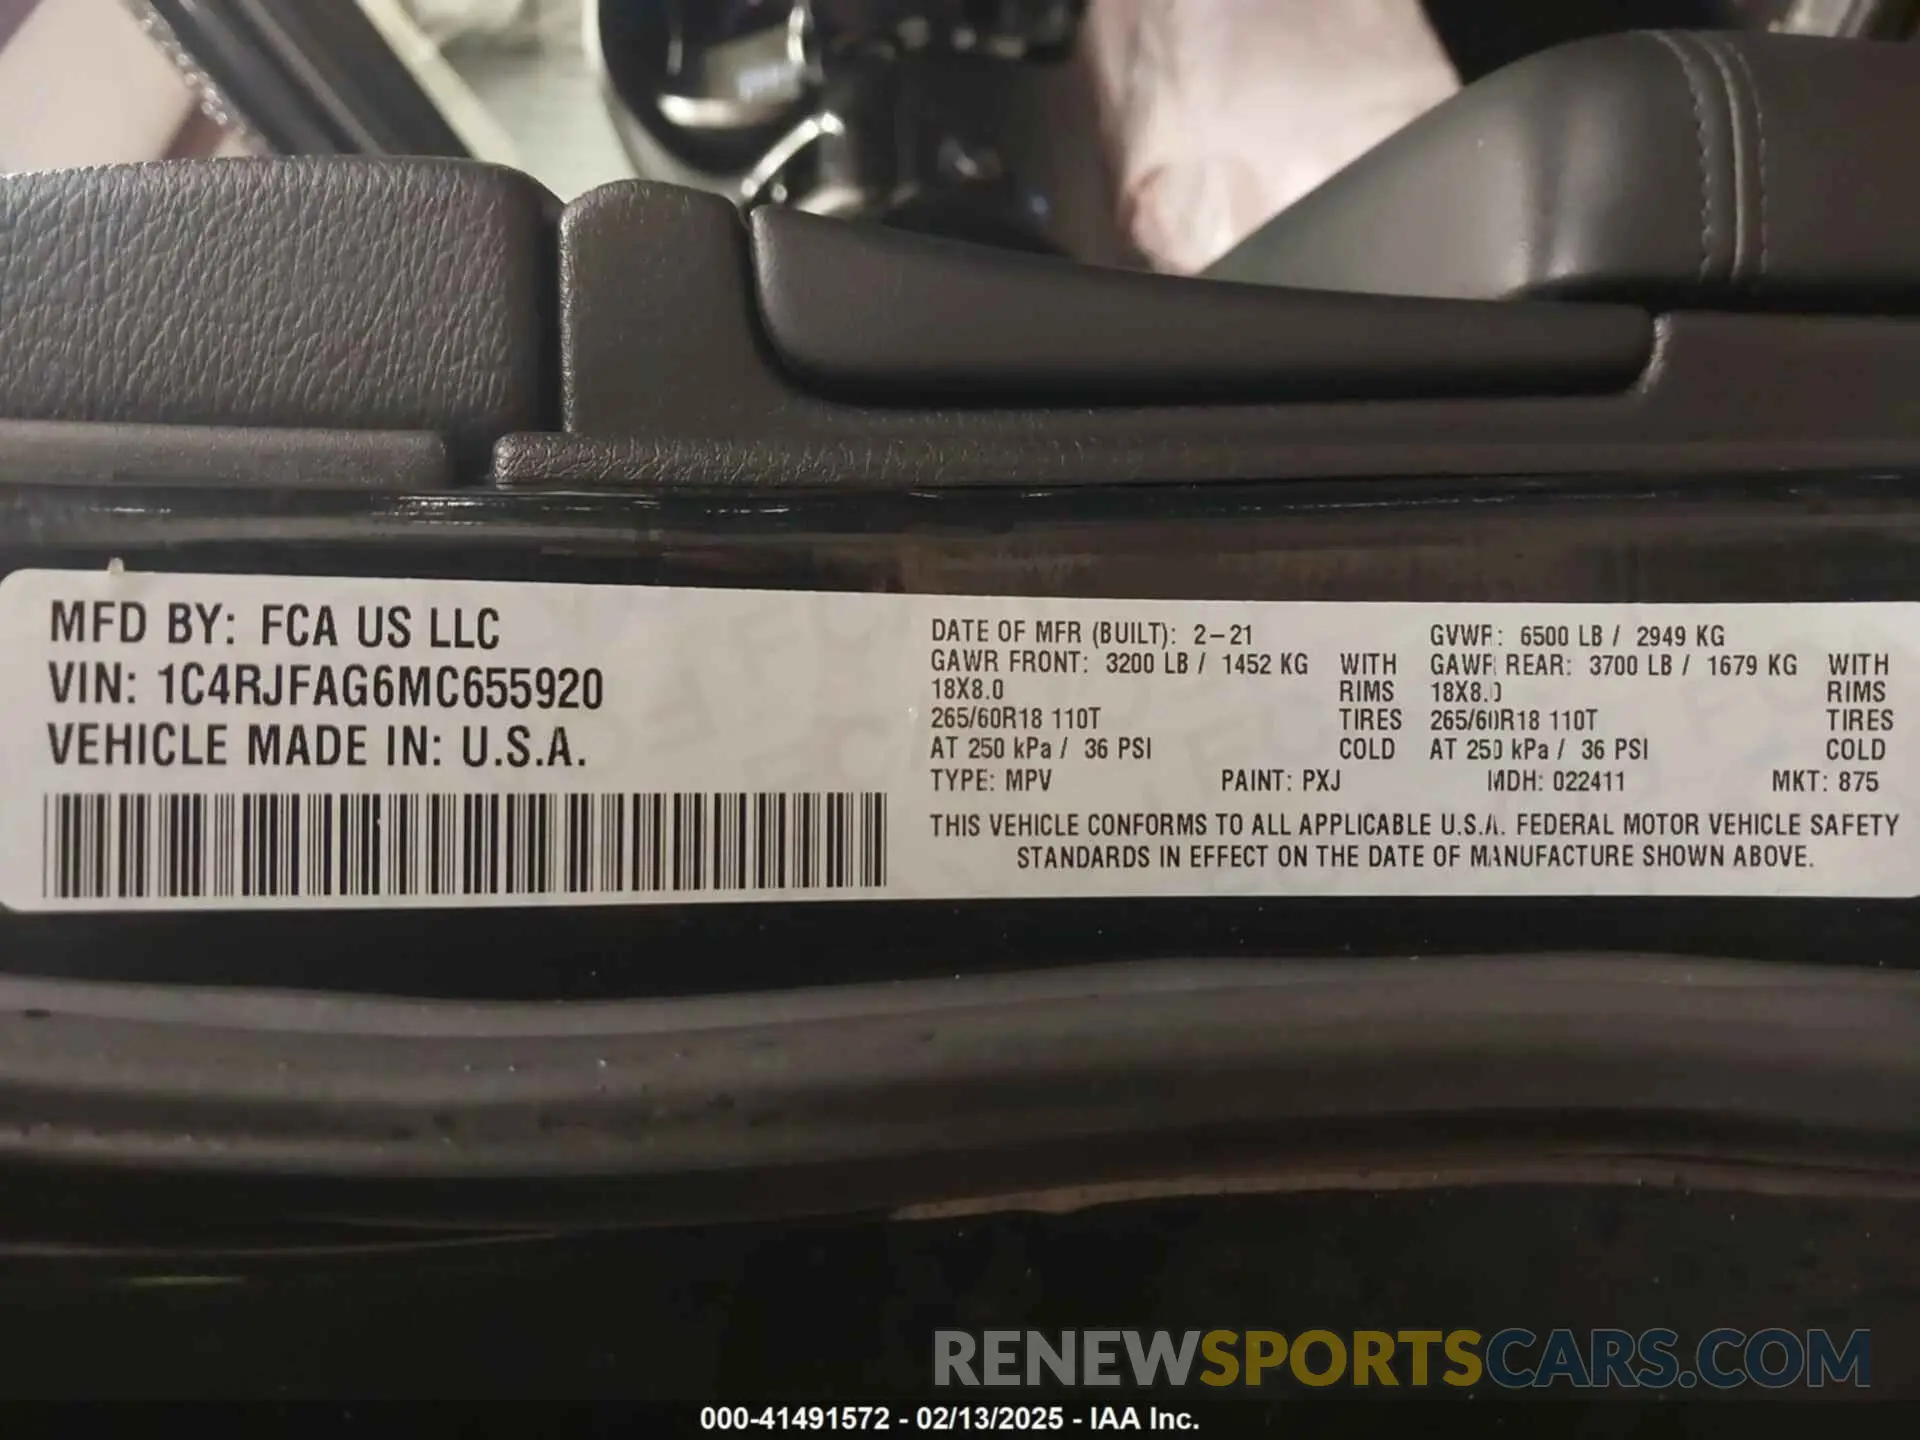 MFD BY: FCA US LLC
VIN: 1C4RJFAG6MC655920
VEHICLE MADE IN: U.S.A.
DATE OF MFR (BUILT): 2-21 GVWR: 6500 LB / 2949 KG
GAWR FRONT: 3200 LB / 1452 KG WITH GAWR REAR: 3700 LB / 1679 KG WITH
18X8.0 RIMS 18X8.0 RIMS
265/60R18 110T TIRES 265/60R18 110T TIRES
AT 250 kPa / 36 PSI COLD AT 250 kPa / 36 PSI COLD
TYPE: MPV PAINT: PXJ MDH: 022411 MKT: 875
THIS VEHICLE CONFORMS TO ALL APPLICABLE U.S.A. FEDERAL MOTOR VEHICLE SAFETY
STANDARDS IN EFFECT ON THE DATE OF MANUFACTURE SHOWN ABOVE.
RENEWSPORTSCARS.COM
000-41491572 - 02/13/2025 - IAA Inc.